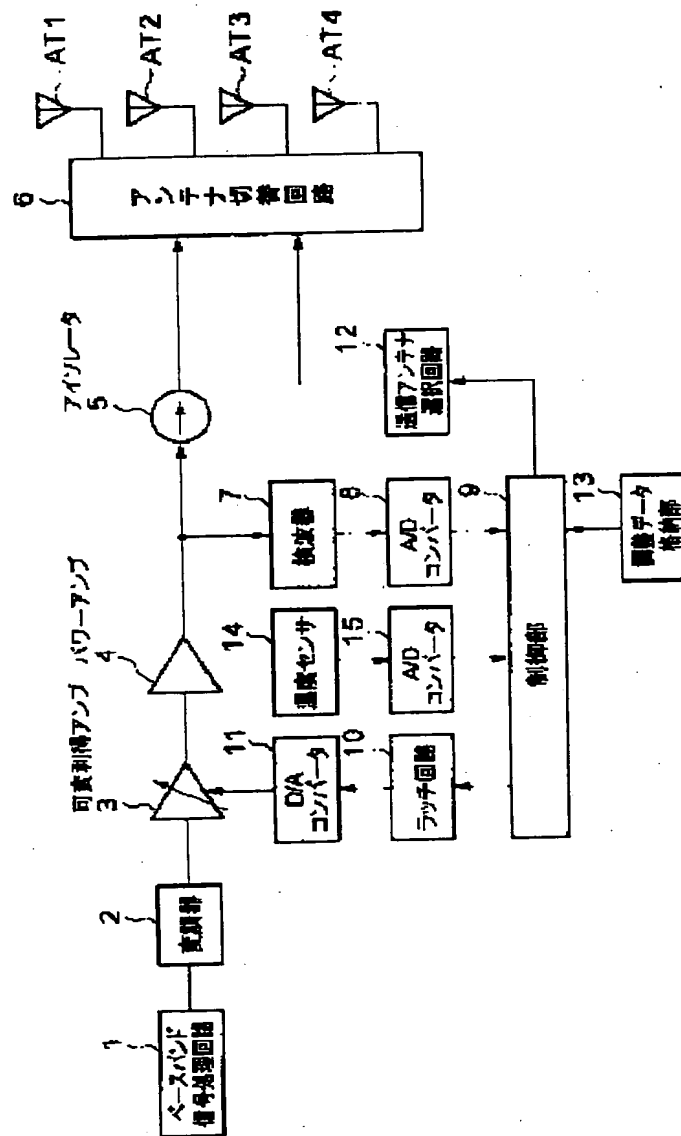 1
ベースバンド
信号処理回路
2
変調器
可変利得アンプ
3
パワーアンプ
4
アイソレータ
5
6
アンテナ切替回路
AT1
AT2
AT3
AT4
7
検波器
8
A/D
コンバータ
9
制御部
10
ラッチ回路
11
D/A
コンバータ
12
送信アンテナ
選択回路
13
調整データ
格納部
14
温度センサ
15
A/D
コンバータ